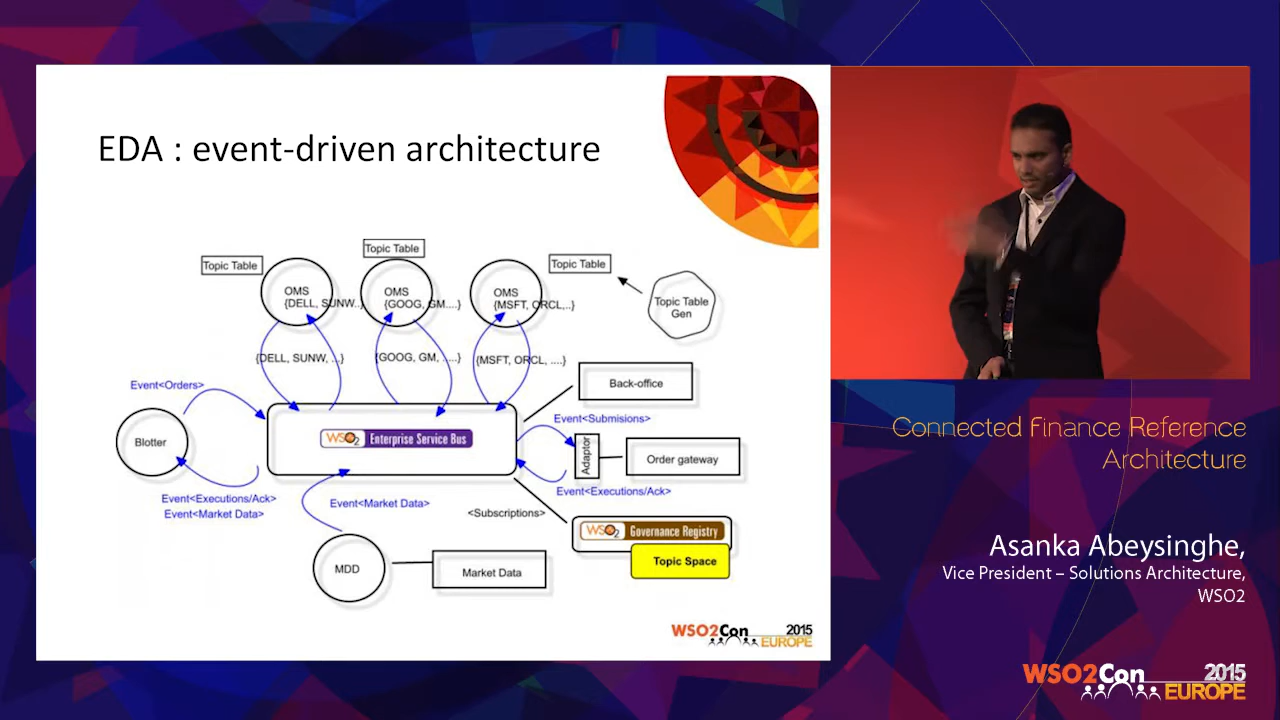 EDA : event-driven architecture
Topic Table
Topic Table
Topic Table
OMS
{DELL, SUNW..}
OMS
{GOOG, GM....}
OMS
{MSFT, ORCL,..}
Topic Table
Gen
{DELL, SUNW, ...}
{GOOG, GM, ....}
{MSFT, ORCL, ....}
Event<Orders>
Back-office
Event<Submisions>
Blotter
WSO2 Enterprise Service Bus
Adaptor
Order gateway
Event<Executions/Ack>
Event<Market Data>
Event<Market Data>
Event<Executions/Ack>
<Subscriptions>
WSO2 Governance Registry
Topic Space
MDD
Market Data
WSO2Con 2015
EUROPE
Connected Finance Reference
Architecture
Asanka Abeysinghe,
Vice President – Solutions Architecture,
WSO2
WSO2Con 2015
EUROPE